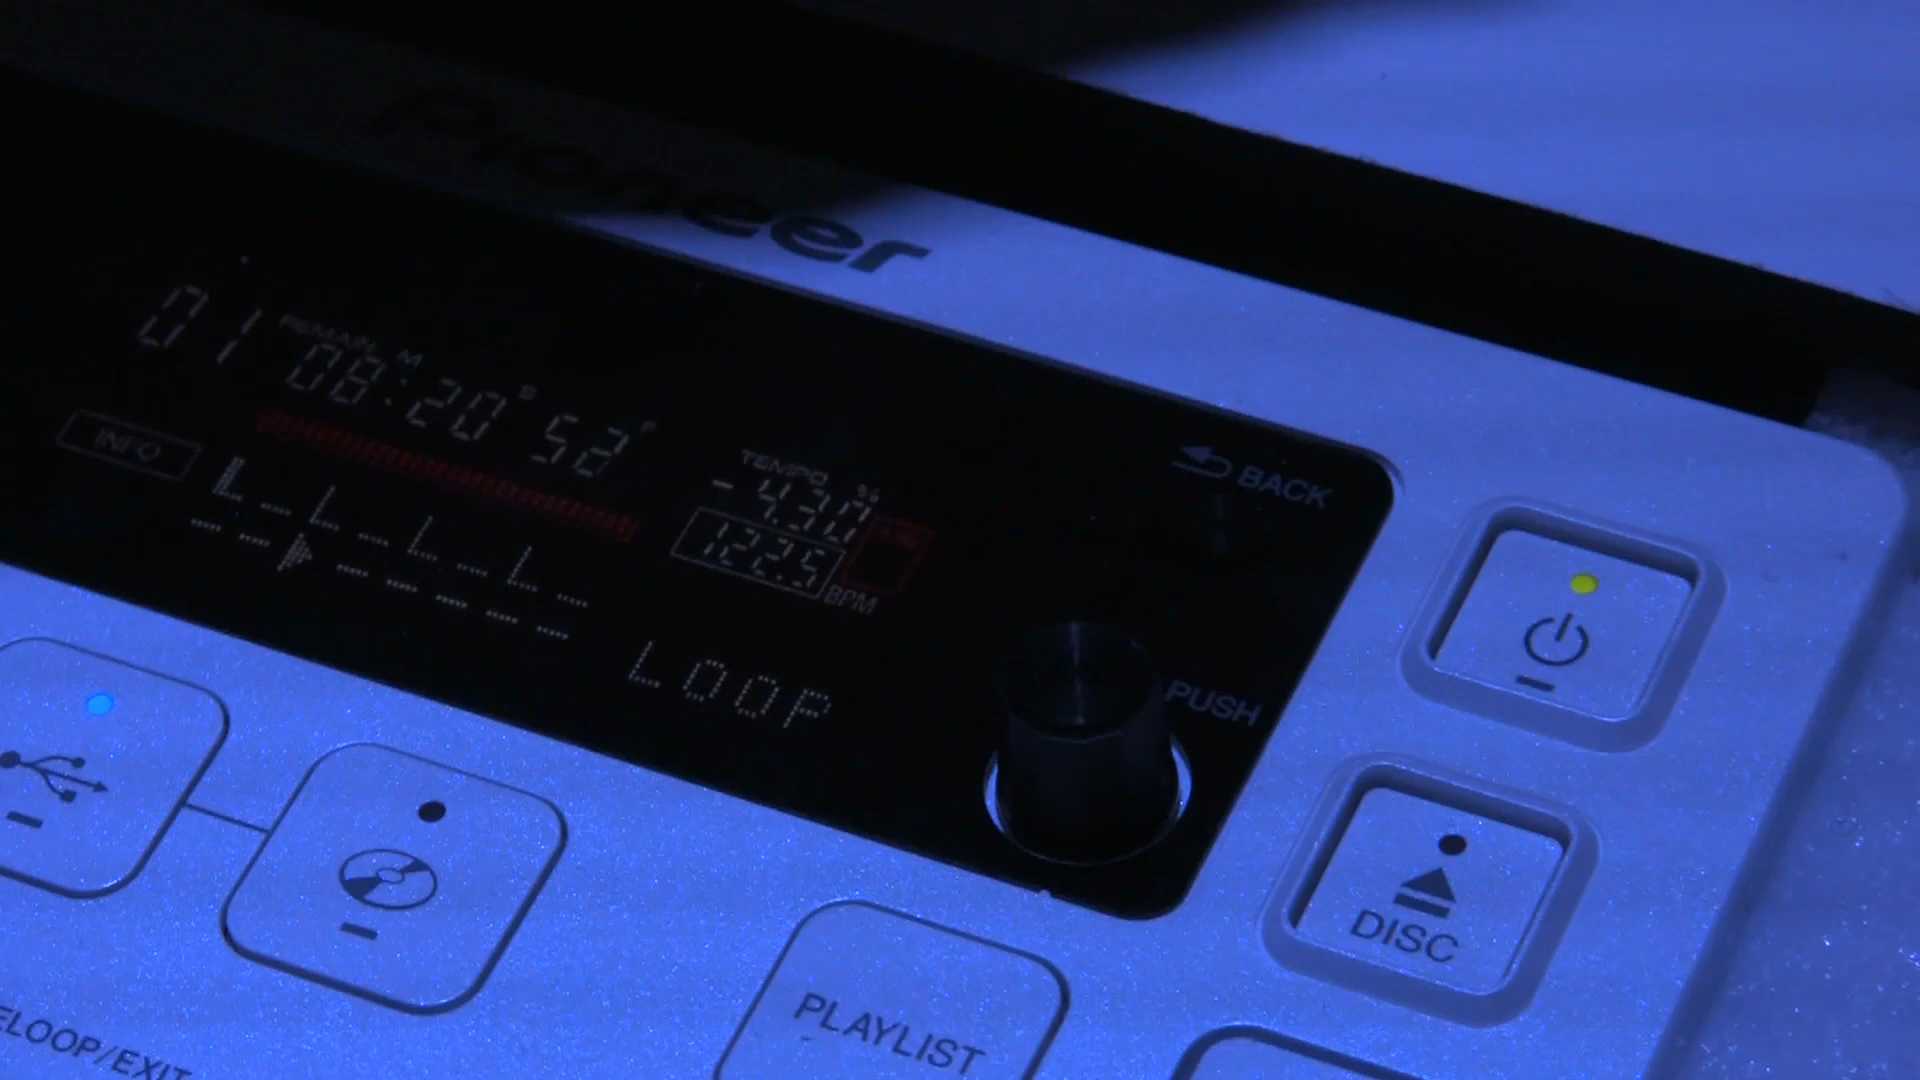 Pioneer
01 REMAIN 08 M :20 S 52 F
INFO
TEMPO
-4.30 %
122.5
BPM
LOOP
BACK
PUSH
DISC
PLAYLIST
ELOOP/EXIT